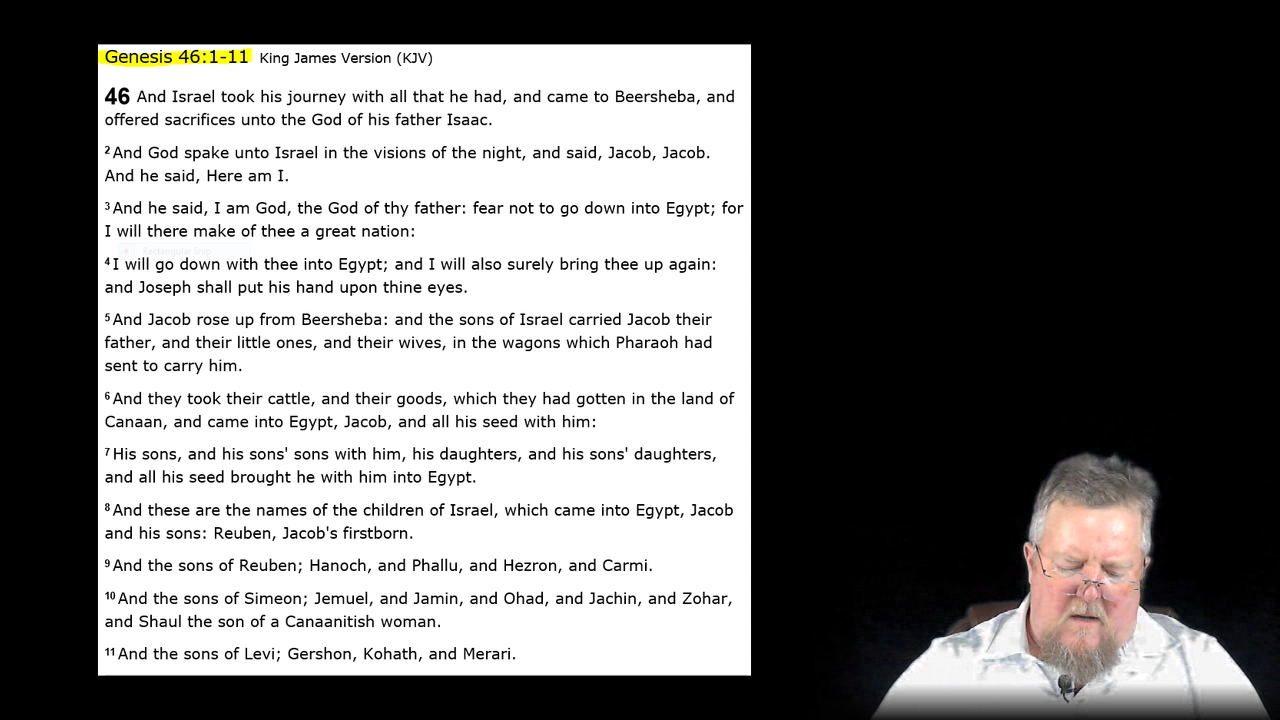 Genesis 46:1-11 King James Version (KJV)
46 And Israel took his journey with all that he had, and came to Beersheba, and
offered sacrifices unto the God of his father Isaac.
2 And God spake unto Israel in the visions of the night, and said, Jacob, Jacob.
And he said, Here am I.
3 And he said, I am God, the God of thy father: fear not to go down into Egypt; for
I will there make of thee a great nation:
Rectangular Snip
4 I will go down with thee into Egypt; and I will also surely bring thee up again:
and Joseph shall put his hand upon thine eyes.
5 And Jacob rose up from Beersheba: and the sons of Israel carried Jacob their
father, and their little ones, and their wives, in the wagons which Pharaoh had
sent to carry him.
6 And they took their cattle, and their goods, which they had gotten in the land of
Canaan, and came into Egypt, Jacob, and all his seed with him:
7 His sons, and his sons' sons with him, his daughters, and his sons' daughters,
and all his seed brought he with him into Egypt.
8 And these are the names of the children of Israel, which came into Egypt, Jacob
and his sons: Reuben, Jacob's firstborn.
9 And the sons of Reuben; Hanoch, and Phallu, and Hezron, and Carmi.
10 And the sons of Simeon; Jemuel, and Jamin, and Ohad, and Jachin, and Zohar,
and Shaul the son of a Canaanitish woman.
11 And the sons of Levi; Gershon, Kohath, and Merari.